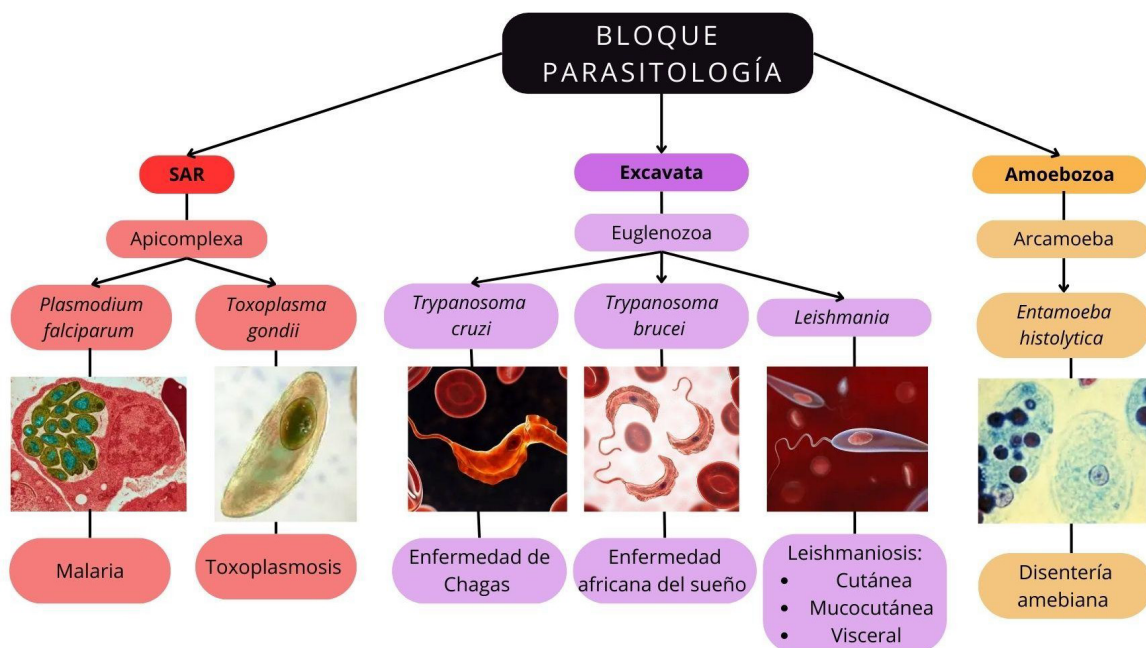 BLOQUE
PARASITOLOGÍA
SAR
Excavata
Amoebozoa
Apicomplexa
Euglenozoa
Arcamoeba
Plasmodium
falciparum
Toxoplasma
gondii
Trypanosoma
cruzi
Trypanosoma
brucei
Leishmania
Entamoeba
histolytica
Malaria
Toxoplasmosis
Enfermedad de
Chagas
Enfermedad
africana del sueño
Leishmaniosis:
• Cutánea
• Mucocutánea
• Visceral
Disentería
amebiana